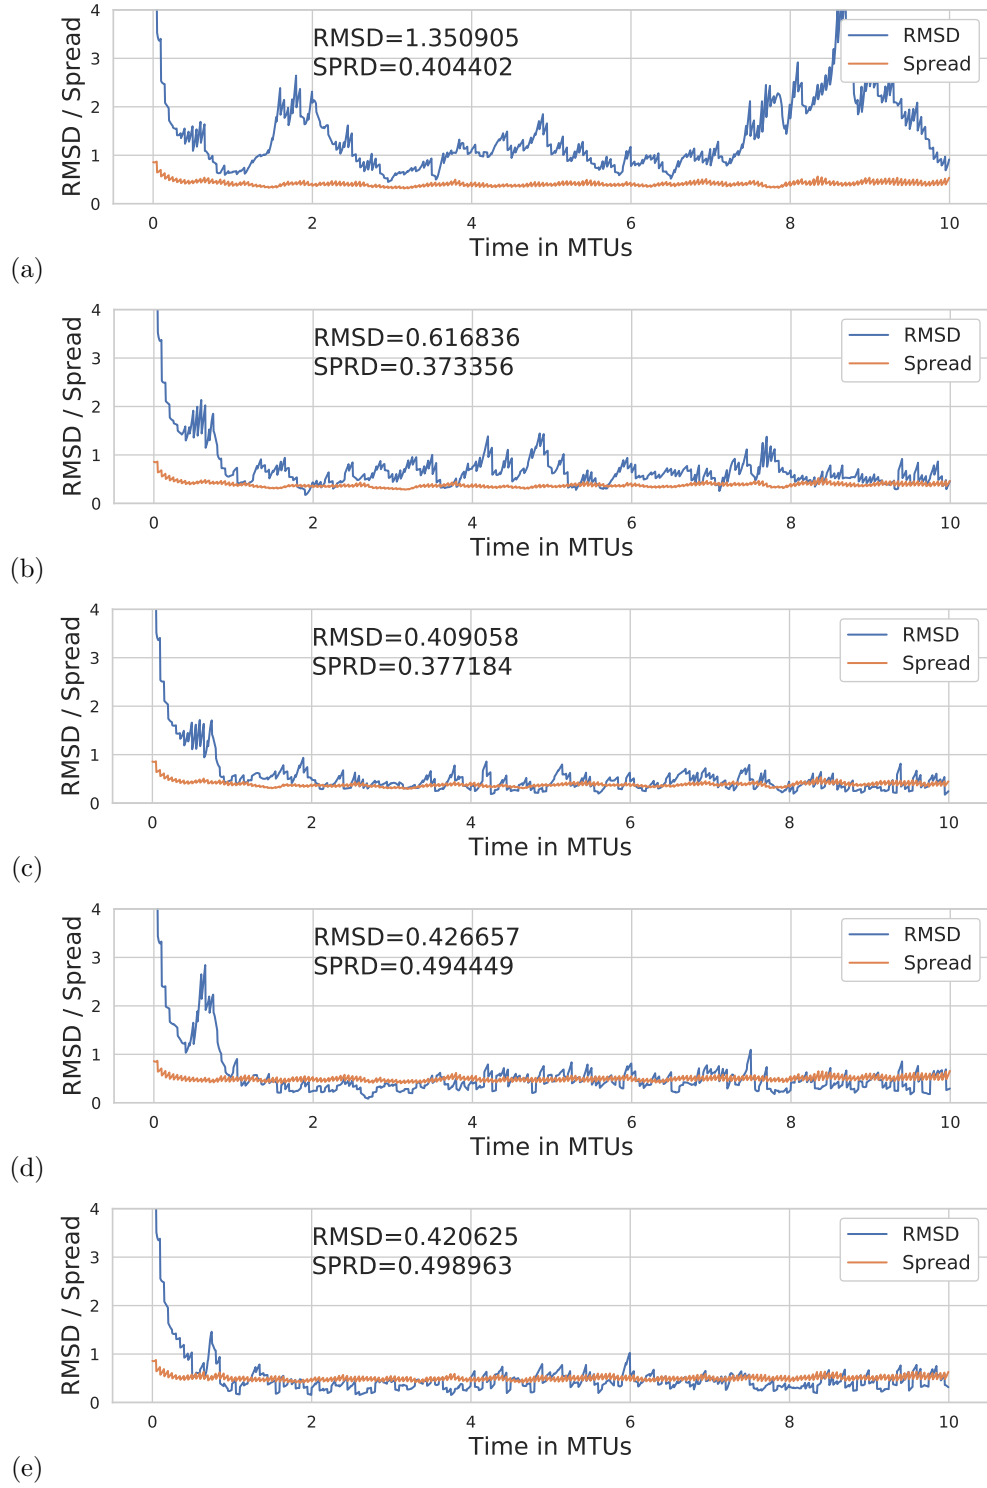 4
3
2
1
0
RMSD / Spread
RMSD=1.350905
SPRD=0.404402
RMSD
Spread
0 2 4 6 8 10
Time in MTUs
(a)
4
3
2
1
0
RMSD / Spread
RMSD=0.616836
SPRD=0.373356
RMSD
Spread
0 2 4 6 8 10
Time in MTUs
(b)
4
3
2
1
0
RMSD / Spread
RMSD=0.409058
SPRD=0.377184
RMSD
Spread
0 2 4 6 8 10
Time in MTUs
(c)
4
3
2
1
0
RMSD / Spread
RMSD=0.426657
SPRD=0.494449
RMSD
Spread
0 2 4 6 8 10
Time in MTUs
(d)
4
3
2
1
0
RMSD / Spread
RMSD=0.420625
SPRD=0.498963
RMSD
Spread
0 2 4 6 8 10
Time in MTUs
(e)